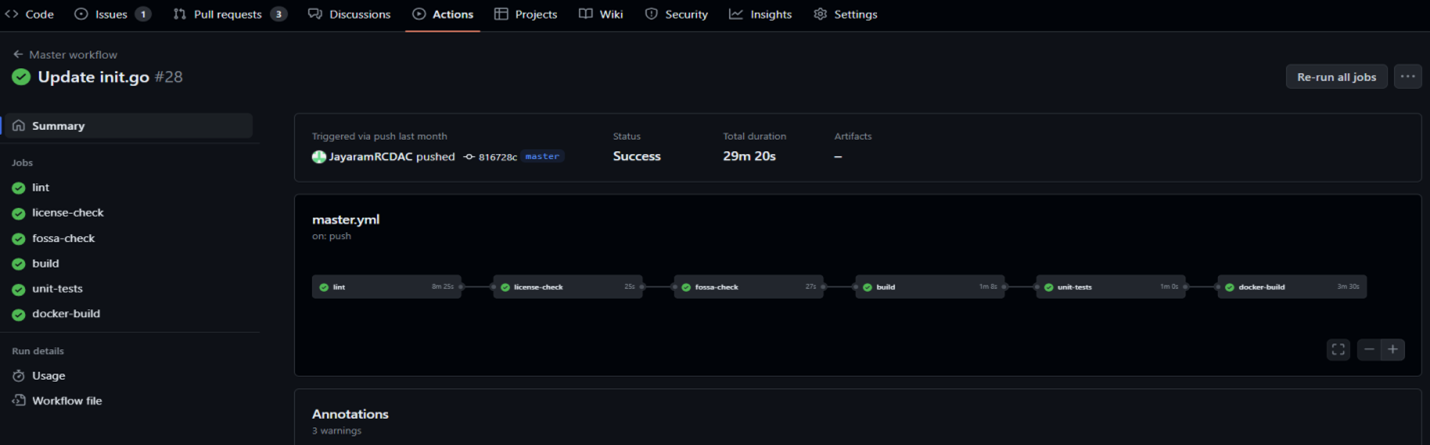 Code Issues 1 Pull requests 3 Discussions Actions Projects Wiki Security Insights Settings
← Master workflow
Update init.go #28
Re-run all jobs ...
Summary
Jobs
lint
license-check
fossa-check
build
unit-tests
docker-build
Run details
Usage
Workflow file
Triggered via push last month
JayaramRCDAC pushed 816728c master
Status
Success
Total duration
29m 20s
Artifacts
–
master.yml
on: push
lint 8m 25s
license-check 25s
fossa-check 27s
build 1m 8s
unit-tests 1m 0s
docker-build 3m 30s
Annotations
3 warnings